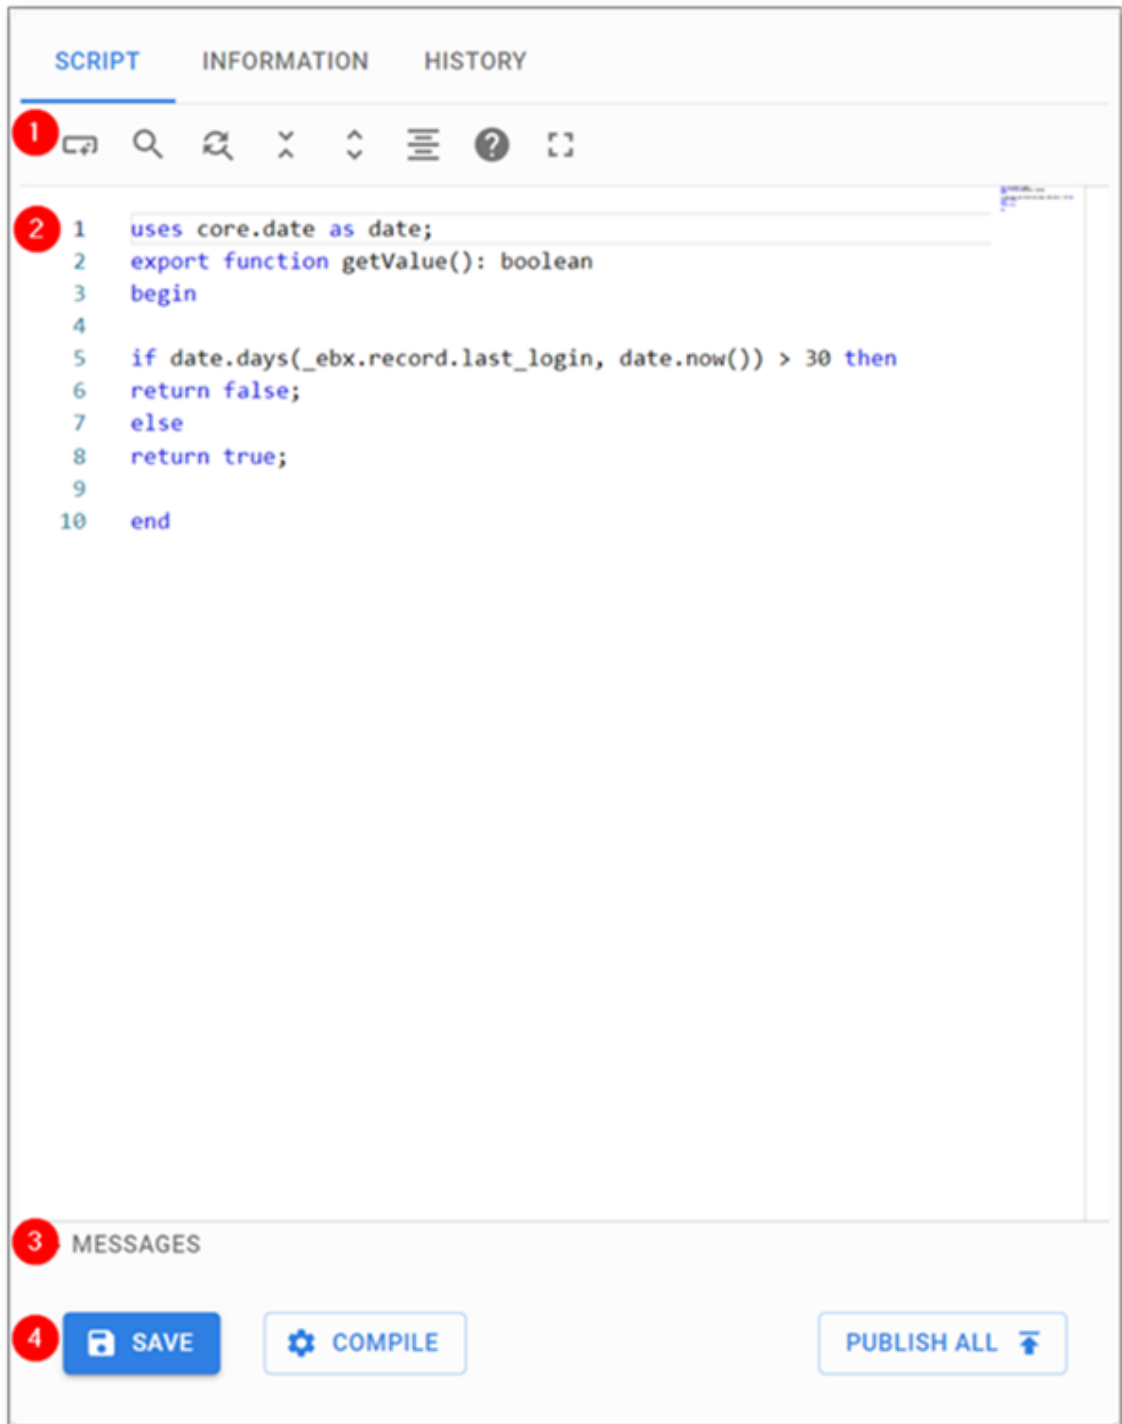 SCRIPT INFORMATION HISTORY
1
2 1 uses core.date as date;
2 export function getValue(): boolean
3 begin
4
5 if date.days(_ebx.record.last_login, date.now()) > 30 then
6 return false;
7 else
8 return true;
9
10 end
3 MESSAGES
4 SAVE COMPILE PUBLISH ALL